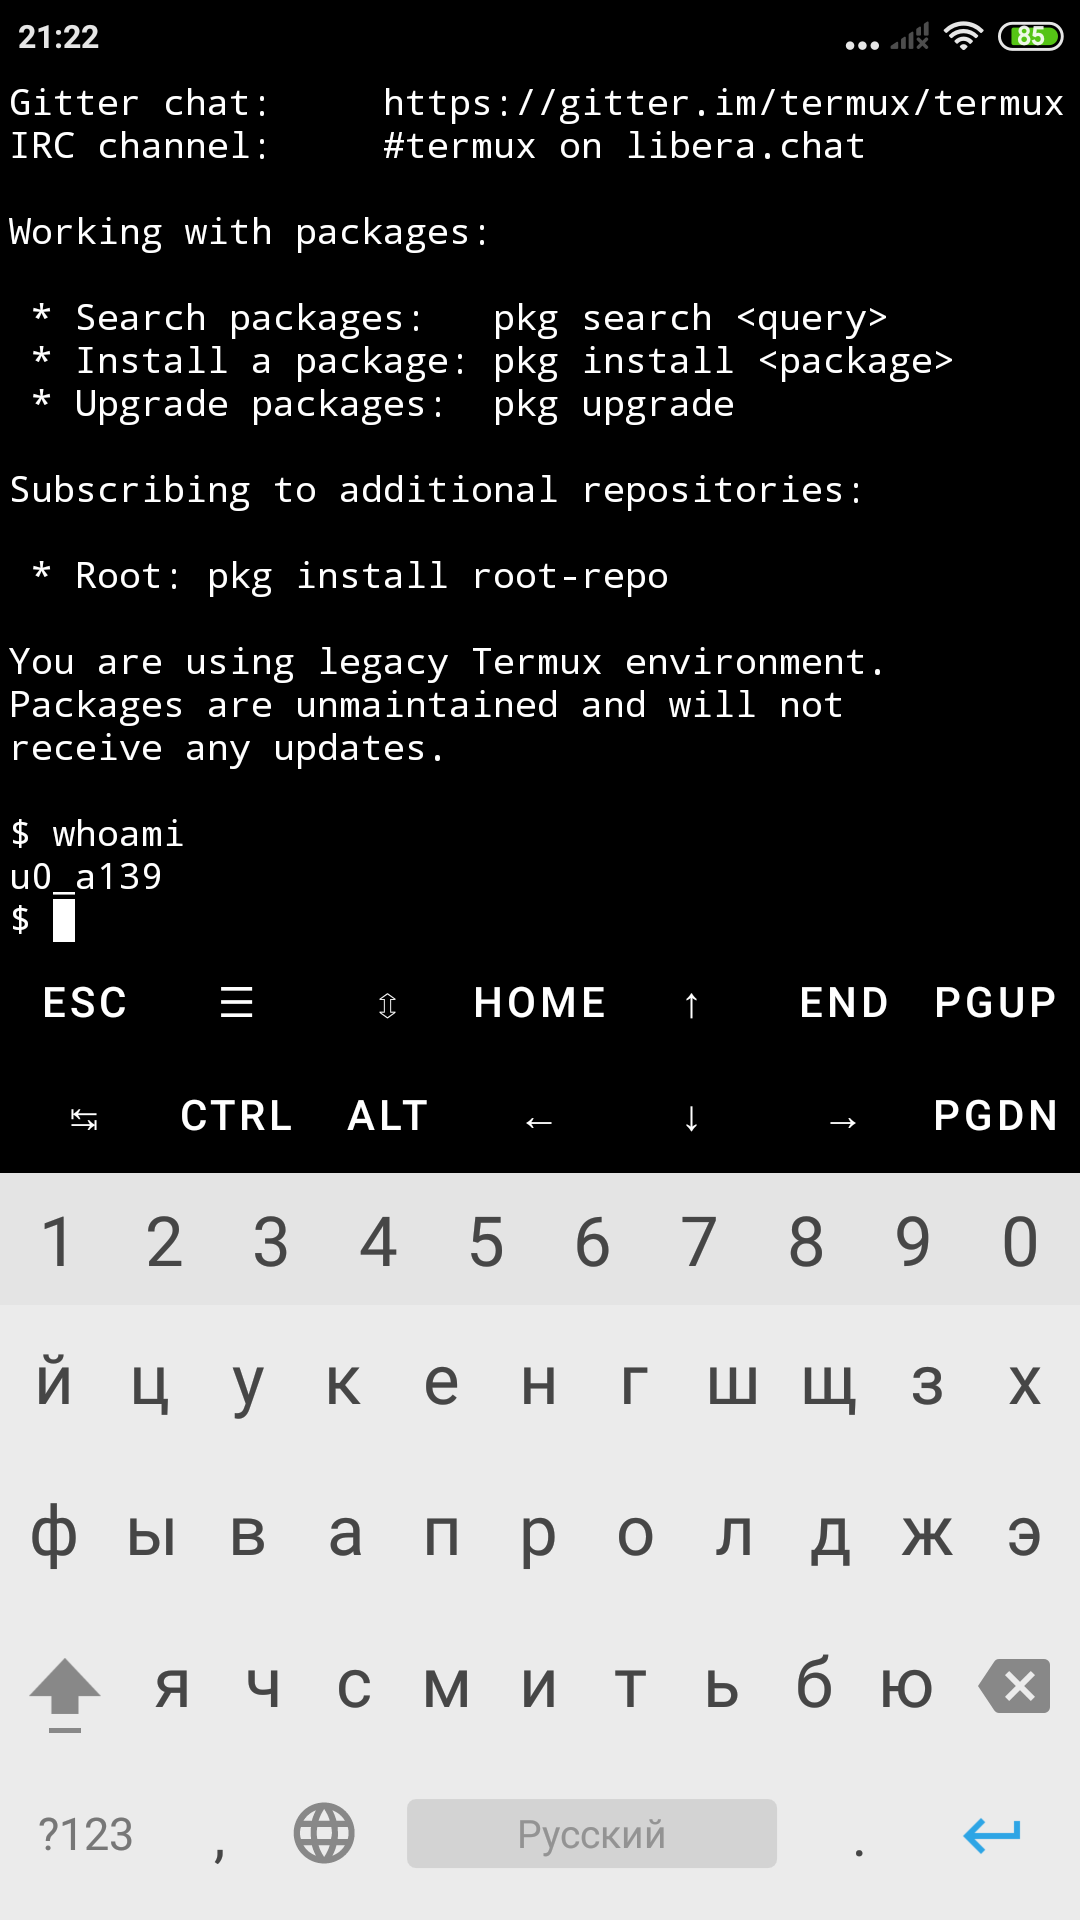 21:22 ... 85
Gitter chat: https://gitter.im/termux/termux
IRC channel: #termux on libera.chat
Working with packages:
* Search packages: pkg search <query>
* Install a package: pkg install <package>
* Upgrade packages: pkg upgrade
Subscribing to additional repositories:
* Root: pkg install root-repo
You are using legacy Termux environment.
Packages are unmaintained and will not
receive any updates.
$ whoami
u0_a139
$
ESC ☰ ⇳ HOME ↑ END PGUP
↹ CTRL ALT ← ↓ → PGDN
1 2 3 4 5 6 7 8 9 0
й ц у к е н г ш щ з х
ф ы в а п р о л д ж э
я ч с м и т ь б ю
?123 , Русский .